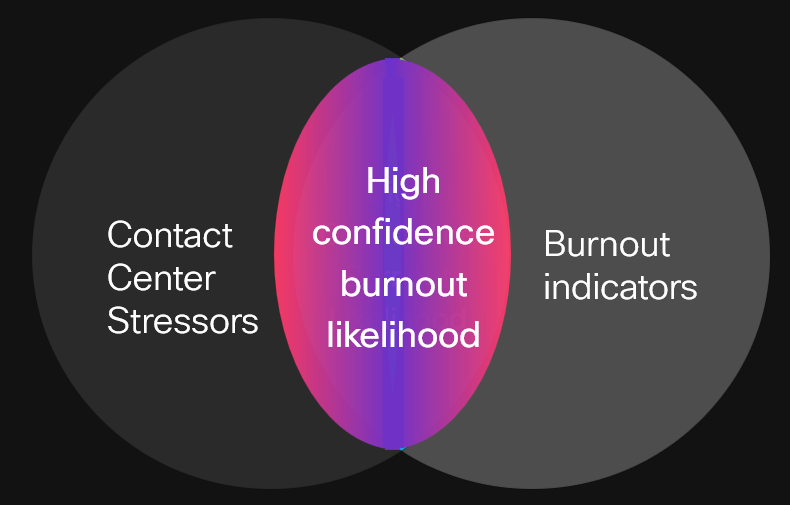 Contact
Center
Stressors
High
confidence
burnout
likelihood
Burnout
indicators